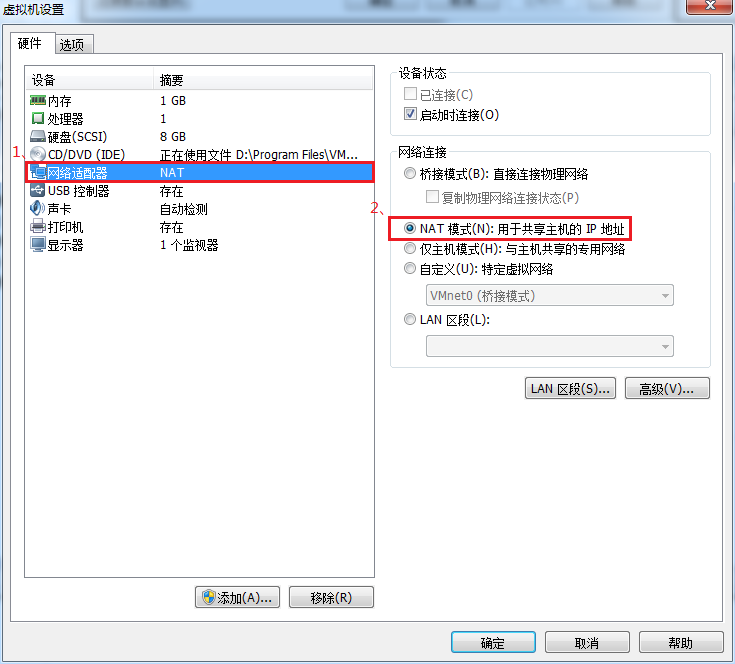 虚拟机设置
硬件 选项
设备 摘要
内存 1 GB
处理器 1
硬盘(SCSI) 8 GB
1、 CD/DVD (IDE) 正在使用文件 D:\Program Files\VM...
网络适配器 NAT
USB 控制器 存在
声卡 自动检测
打印机 存在
显示器 1 个监视器
添加(A)... 移除(R)
设备状态
已连接(C)
启动时连接(O)
网络连接
桥接模式(B): 直接连接物理网络
复制物理网络连接状态(P)
2、
NAT 模式(N): 用于共享主机的 IP 地址
仅主机模式(H): 与主机共享的专用网络
自定义(U): 特定虚拟网络
VMnet0 (桥接模式)
LAN 区段(L):
LAN 区段(S)... 高级(V)...
确定 取消 帮助